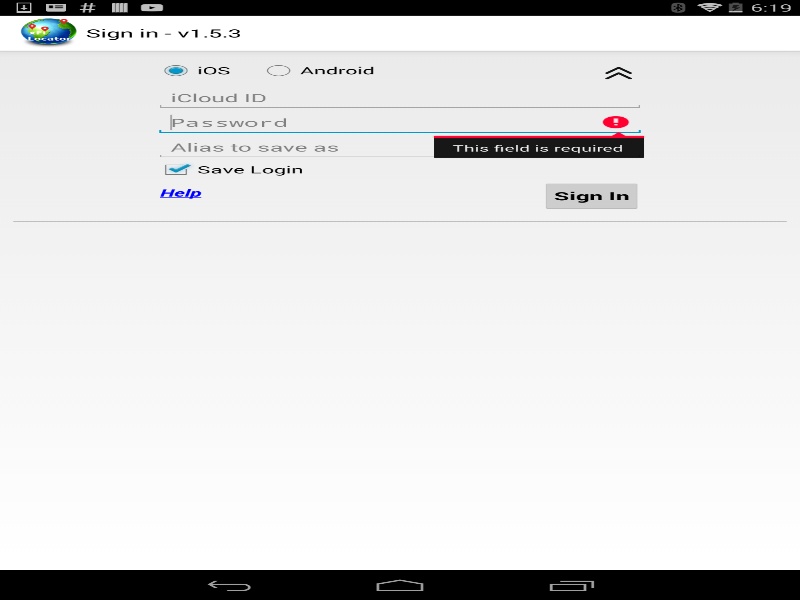 6:19
Locator Sign in - v1.5.3
iOS Android
iCloud ID
Password
Alias to save as This field is required
Save Login
Help Sign In